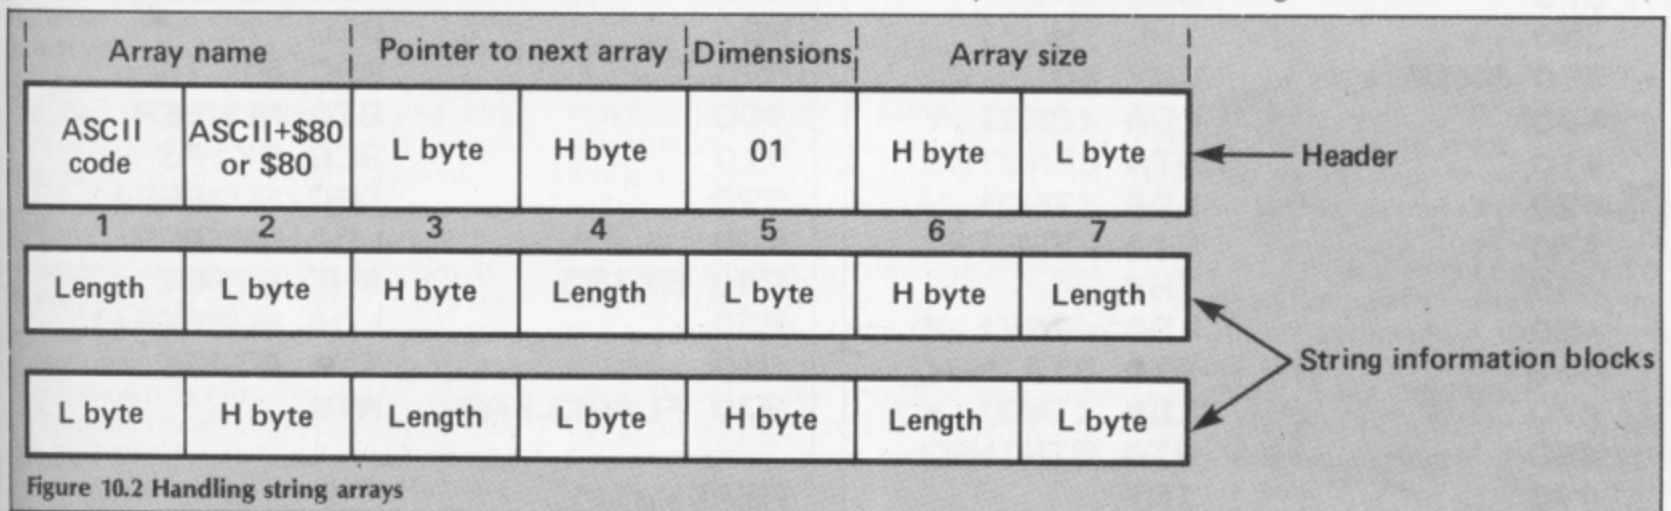 Array name Pointer to next array Dimensions Array size
ASCII code ASCII+$80 or $80 L byte H byte 01 H byte L byte Header
1 2 3 4 5 6 7
Length L byte H byte Length L byte H byte Length
String information blocks
L byte H byte Length L byte H byte Length L byte
Figure 10.2 Handling string arrays